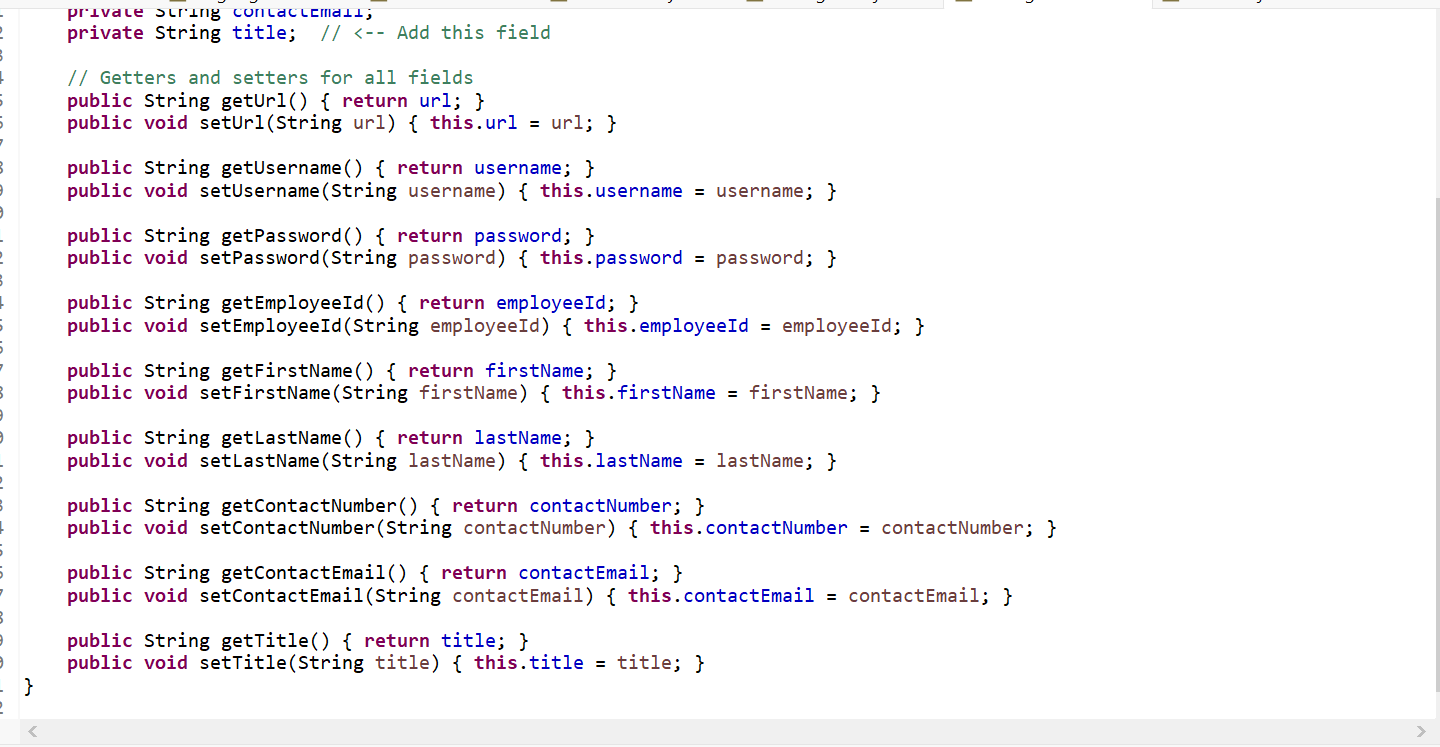 private String contactEmail;
private String title;  // <-- Add this field
// Getters and setters for all fields
public String getUrl() { return url; }
public void setUrl(String url) { this.url = url; }
public String getUsername() { return username; }
public void setUsername(String username) { this.username = username; }
public String getPassword() { return password; }
public void setPassword(String password) { this.password = password; }
public String getEmployeeId() { return employeeId; }
public void setEmployeeId(String employeeId) { this.employeeId = employeeId; }
public String getFirstName() { return firstName; }
public void setFirstName(String firstName) { this.firstName = firstName; }
public String getLastName() { return lastName; }
public void setLastName(String lastName) { this.lastName = lastName; }
public String getContactNumber() { return contactNumber; }
public void setContactNumber(String contactNumber) { this.contactNumber = contactNumber; }
public String getContactEmail() { return contactEmail; }
public void setContactEmail(String contactEmail) { this.contactEmail = contactEmail; }
public String getTitle() { return title; }
public void setTitle(String title) { this.title = title; }
}